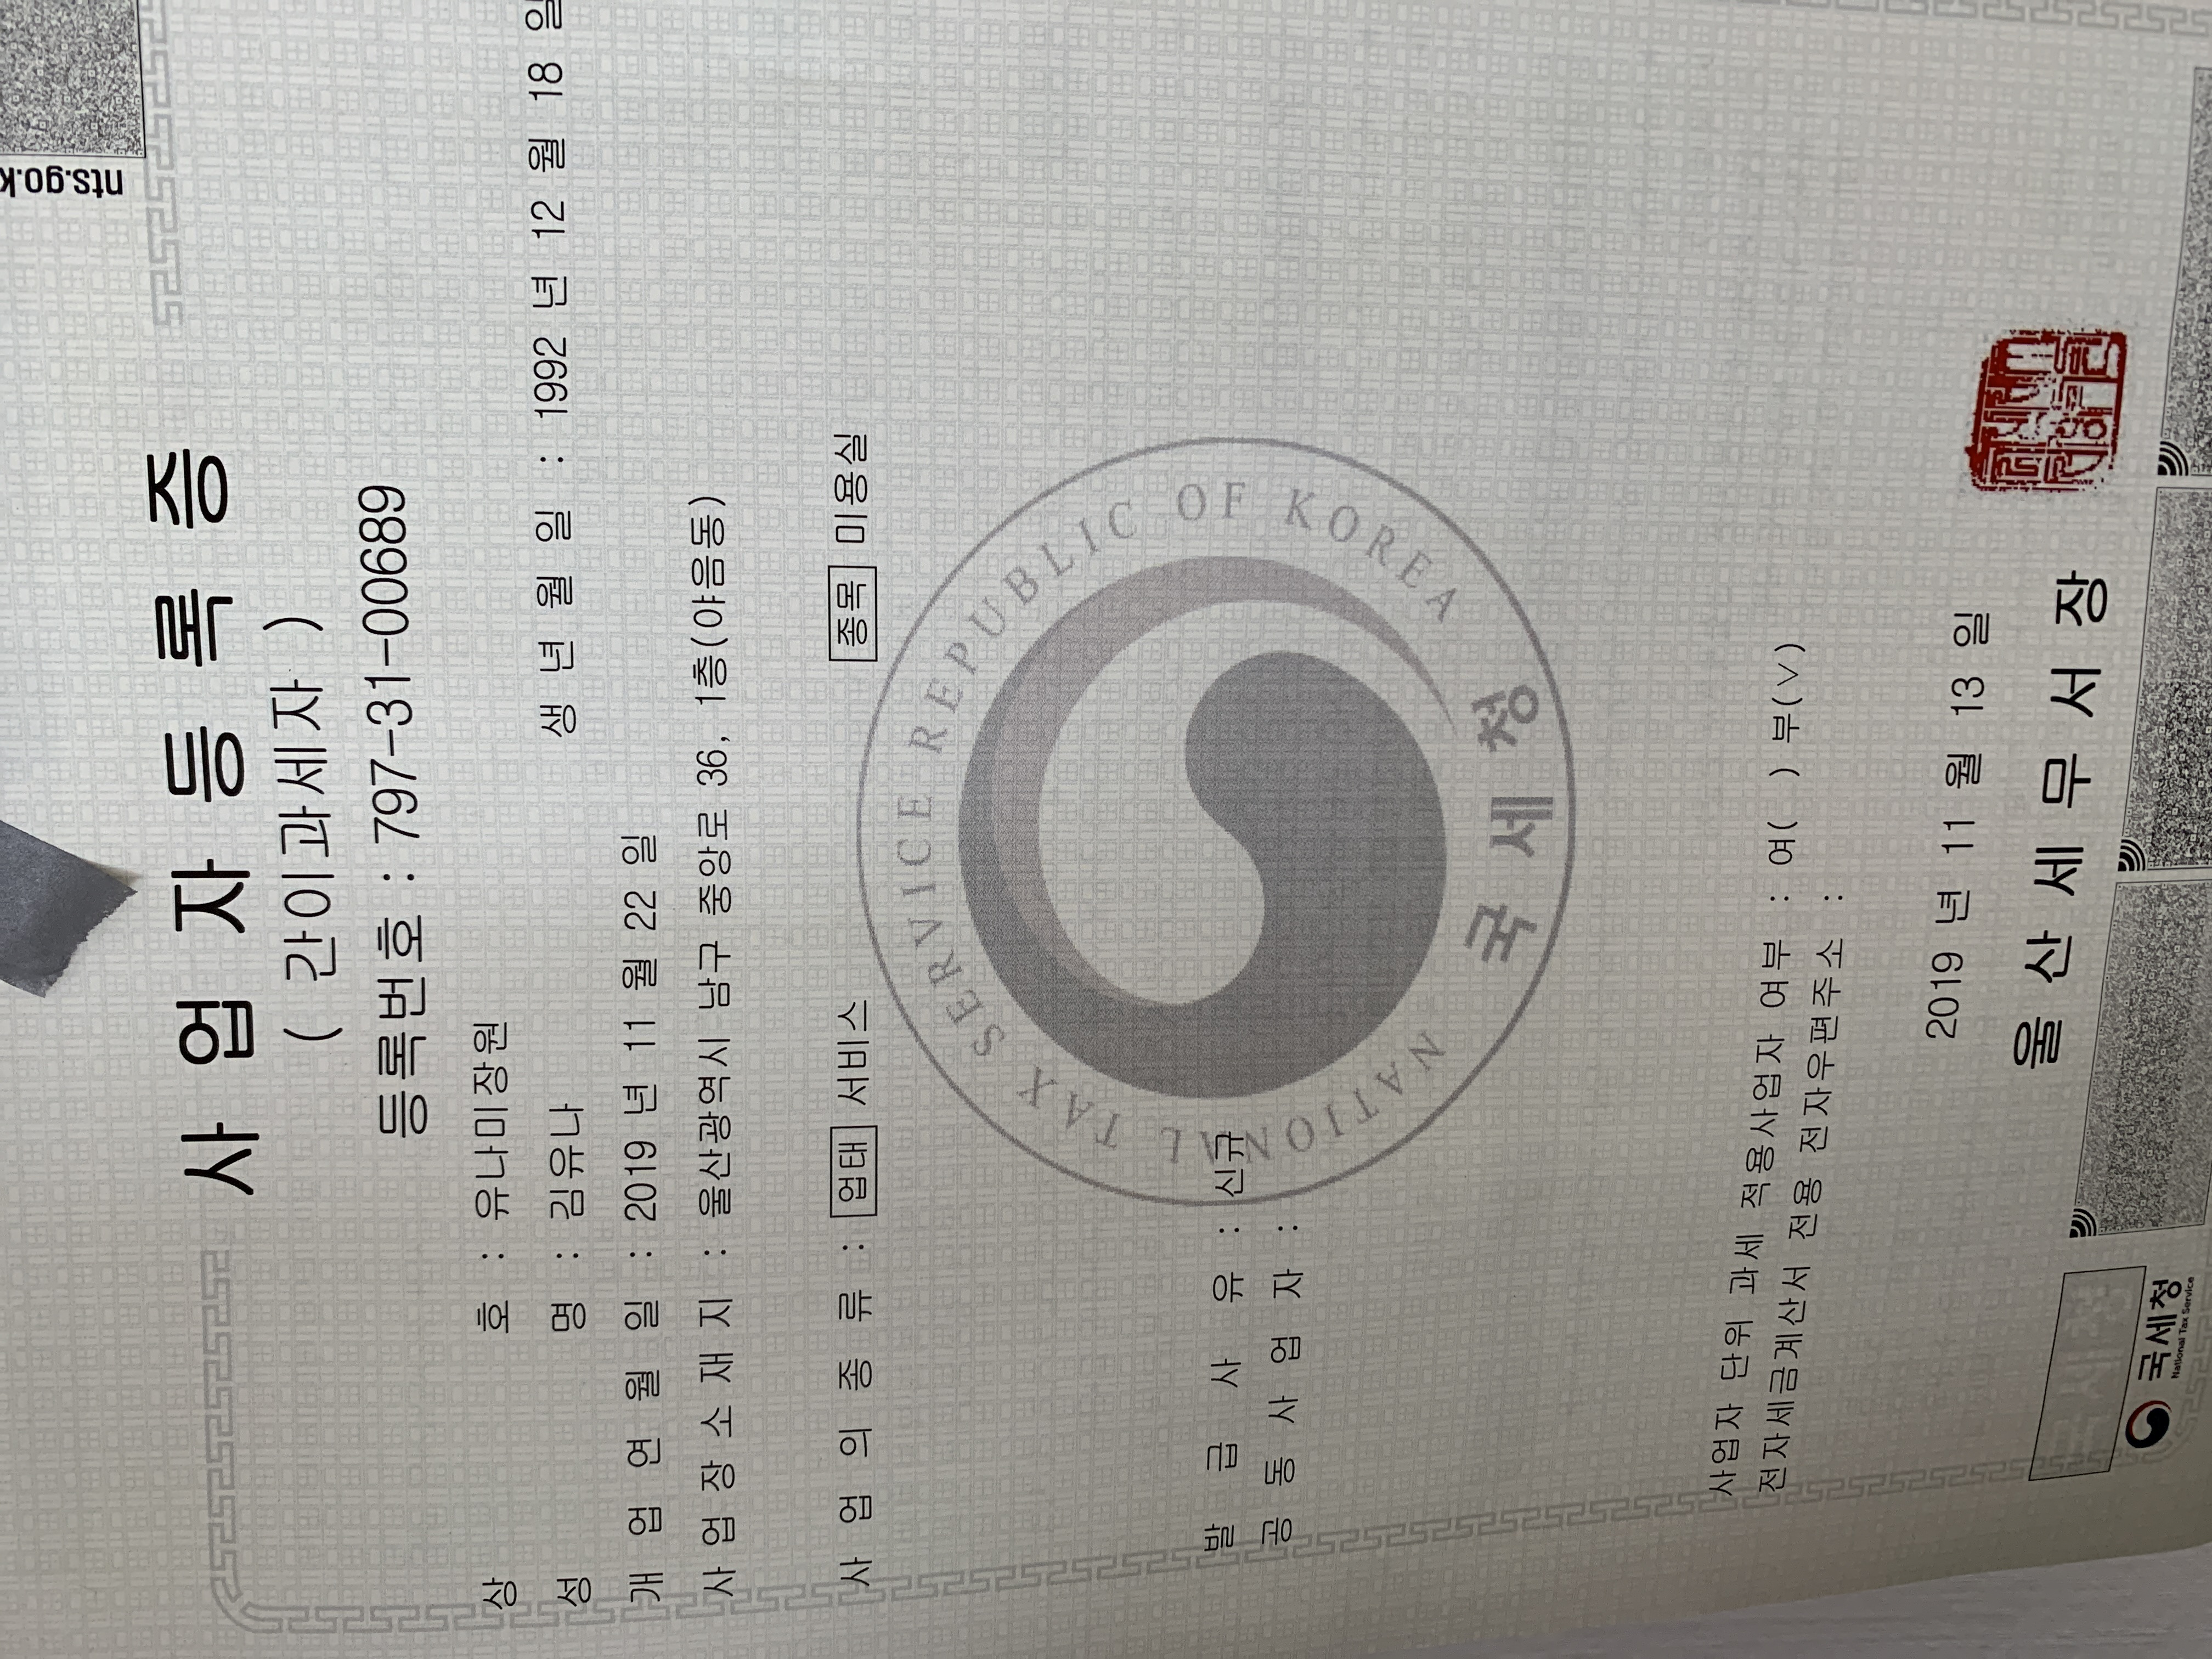 nts.go.k
사업자등록증
( 간이과세자 )
등록번호 : 797-31-00689
상 호 : 유나미장원
성 명 : 김유나 생 년 월 일 : 1992 년 12 월 18 일
개 업 연 월 일 : 2019 년 11 월 22 일
사 업 장 소 재 지 : 울산광역시 남구 중앙로 36, 1층(야음동)
사 업 의 종 류 : 업태 서비스 종목 미용실
NATIONAL TAX SERVICE REPUBLIC OF KOREA
국세청
발 급 사 유 : 신규
공 동 사 업 자 :
사업자 단위 과세 적용사업자 여부 : 여( ) 부(∨)
전자세금계산서 전용 전자우편주소 :
2019 년 11 월 13 일
울 산 세 무 서 장
국세청
National Tax Service